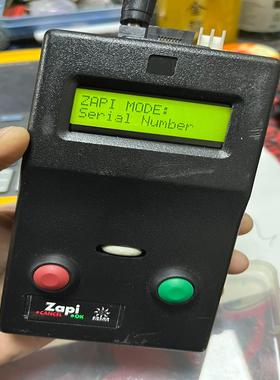 ZAPI MODE:
Serial Number
Zapi
CANCEL OK